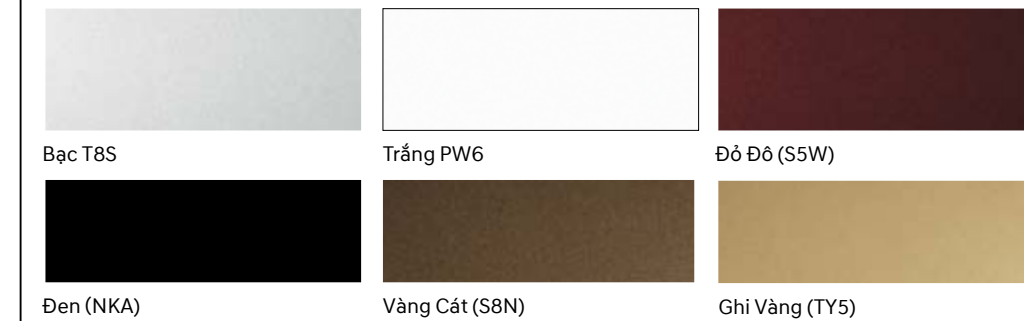 Bạc T8S
Trắng PW6
Đỏ Đô (S5W)
Đen (NKA)
Vàng Cát (S8N)
Ghi Vàng (TY5)